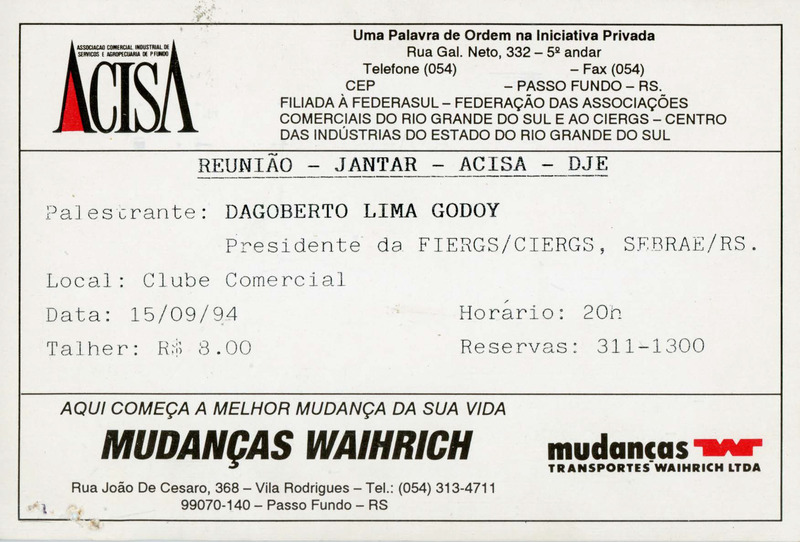 ASSOCIACAO COMERCIAL INDUSTRIAL DE
SERVICOS E AGROPECUARIA DE P FUNDO
ACISA
Uma Palavra de Ordem na Iniciativa Privada
Rua Gal. Neto, 332 – 5º andar
Telefone (054) – Fax (054)
CEP – PASSO FUNDO – RS.
FILIADA À FEDERASUL – FEDERAÇÃO DAS ASSOCIAÇÕES
COMERCIAIS DO RIO GRANDE DO SUL E AO CIERGS – CENTRO
DAS INDÚSTRIAS DO ESTADO DO RIO GRANDE DO SUL
REUNIÃO - JANTAR - ACISA - DJE
Palestrante: DAGOBERTO LIMA GODOY
Presidente da FIERGS/CIERGS, SEBRAE/RS.
Local: Clube Comercial
Data: 15/09/94 Horário: 20h
Talher: R$ 8.00 Reservas: 311-1300
AQUI COMEÇA A MELHOR MUDANÇA DA SUA VIDA
MUDANÇAS WAIHRICH
Rua João De Cesaro, 368 – Vila Rodrigues – Tel.: (054) 313-4711
99070-140 – Passo Fundo – RS
mudanças W
TRANSPORTES WAIHRICH LTDA